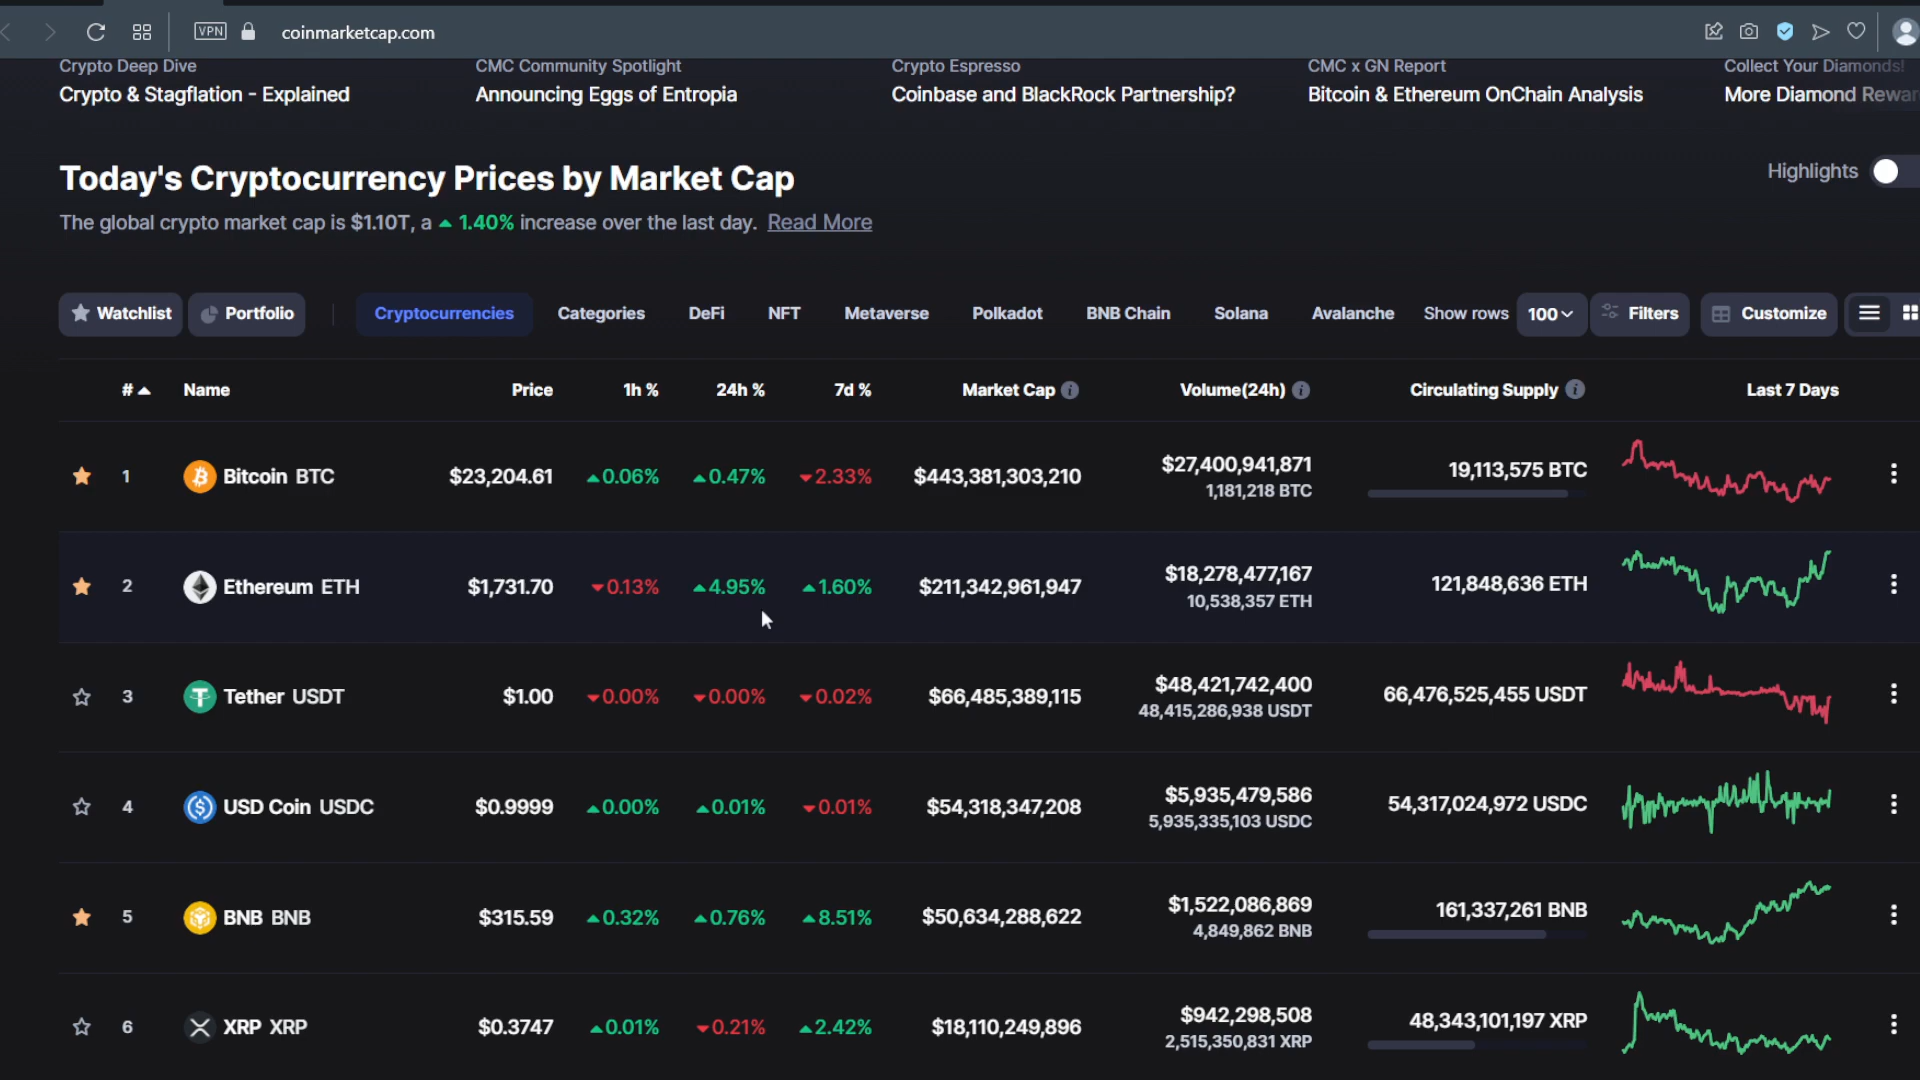 VPN coinmarketcap.com
Crypto Deep Dive CMC Community Spotlight Crypto Espresso CMC x GN Report Collect Your Diamonds!
Crypto & Stagflation - Explained Announcing Eggs of Entropia Coinbase and BlackRock Partnership? Bitcoin & Ethereum OnChain Analysis More Diamond Rewar
Today's Cryptocurrency Prices by Market Cap
Highlights
The global crypto market cap is $1.10T, a ▲ 1.40% increase over the last day. Read More
Watchlist Portfolio Cryptocurrencies Categories DeFi NFT Metaverse Polkadot BNB Chain Solana Avalanche Show rows 100 Filters Customize
# ▲ Name Price 1h % 24h % 7d % Market Cap Volume(24h) Circulating Supply Last 7 Days
1 Bitcoin BTC $23,204.61 ▲0.06% ▲0.47% ▼2.33% $443,381,303,210 $27,400,941,871 19,113,575 BTC
1,181,218 BTC
2 Ethereum ETH $1,731.70 ▼0.13% ▲4.95% ▲1.60% $211,342,961,947 $18,278,477,167 121,848,636 ETH
10,538,357 ETH
3 Tether USDT $1.00 ▼0.00% ▼0.00% ▼0.02% $66,485,389,115 $48,421,742,400 66,476,525,455 USDT
48,415,286,938 USDT
4 USD Coin USDC $0.9999 ▲0.00% ▲0.01% ▼0.01% $54,318,347,208 $5,935,479,586 54,317,024,972 USDC
5,935,335,103 USDC
5 BNB BNB $315.59 ▲0.32% ▲0.76% ▲8.51% $50,634,288,622 $1,522,086,869 161,337,261 BNB
4,849,862 BNB
6 XRP XRP $0.3747 ▲0.01% ▼0.21% ▲2.42% $18,110,249,896 $942,298,508 48,343,101,197 XRP
2,515,350,831 XRP